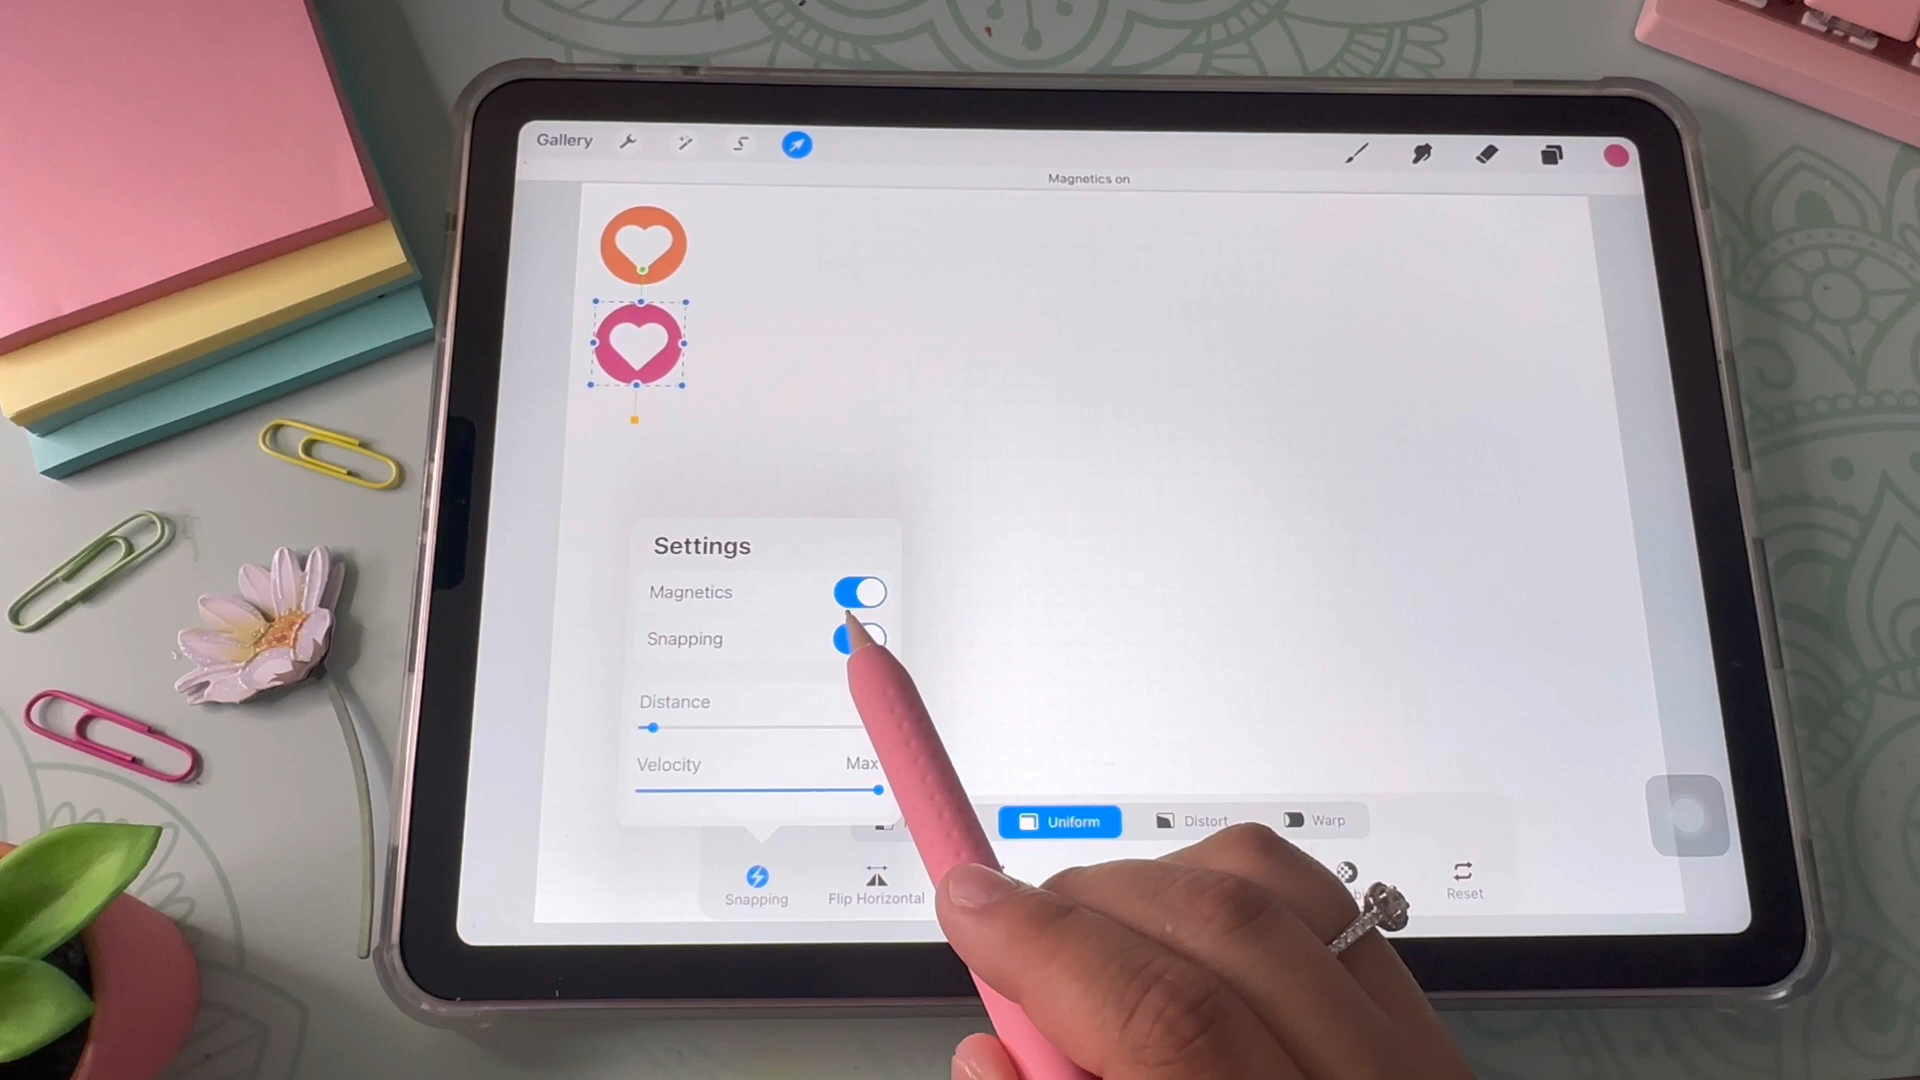 Gallery
Magnetics on
Settings
Magnetics
Snapping
Distance
Velocity Max
Uniform Distort Warp
Snapping Flip Horizontal Reset